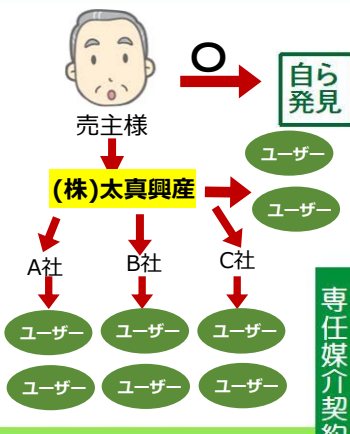 〇
自ら
発見
売主様
ユーザー
(株)太真興産
ユーザー
A社
B社
C社
専任媒介契約
ユーザー
ユーザー
ユーザー
ユーザー
ユーザー
ユーザー